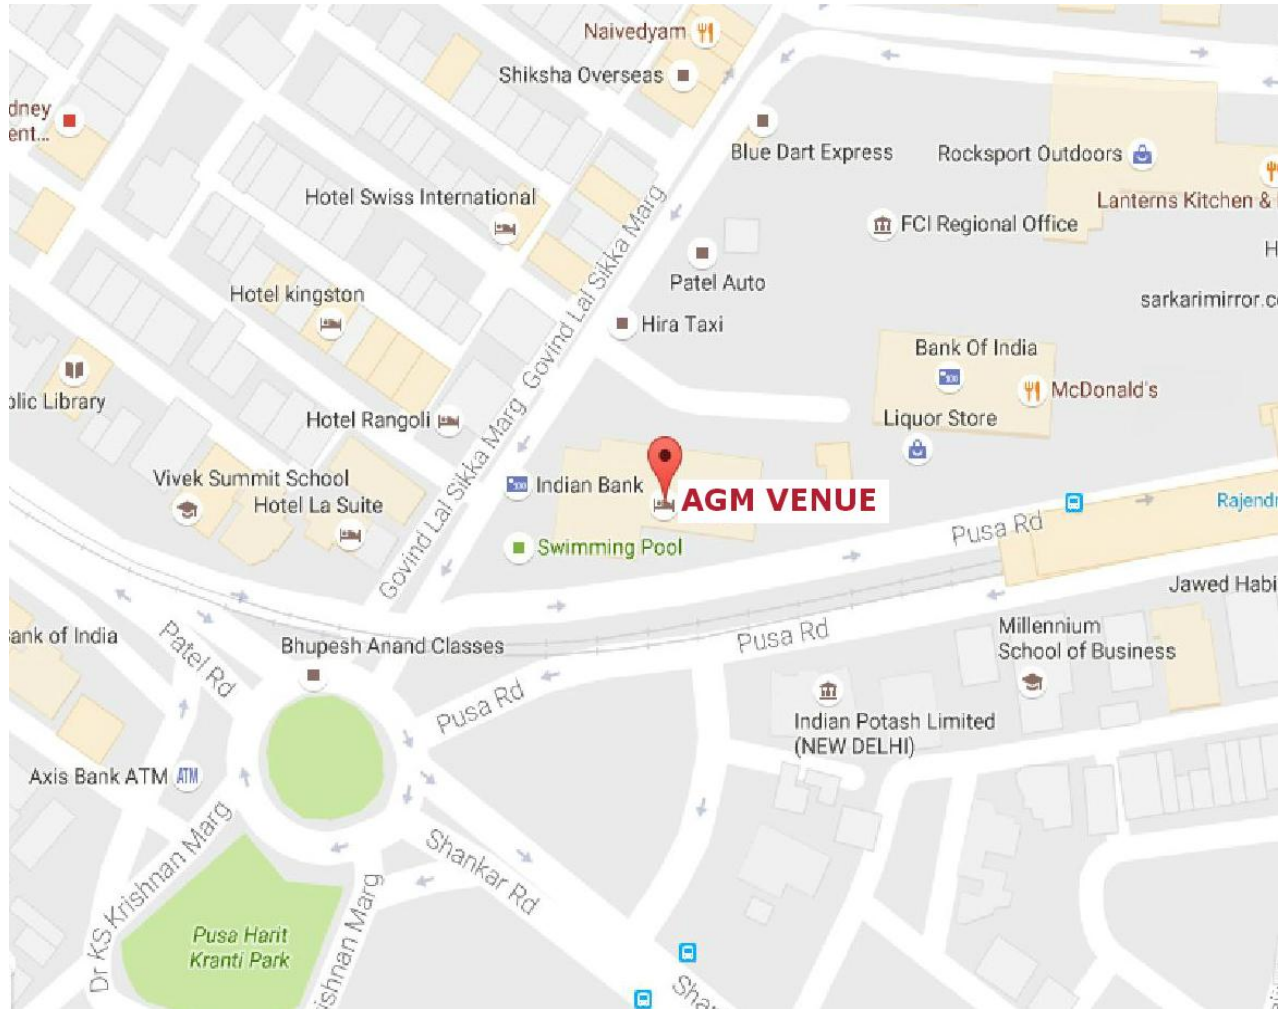 Naivedyam
Shiksha Overseas
dney
ent...
Blue Dart Express
Rocksport Outdoors
Lanterns Kitchen &
Hotel Swiss International
FCI Regional Office
H
Patel Auto
Hotel kingston
sarkarimirror.co
Govind Lal Sikka Marg
Hira Taxi
Bank Of India
McDonald's
olic Library
Hotel Rangoli
Liquor Store
Vivek Summit School
Hotel La Suite
Govind Lal Sikka Marg
Indian Bank
AGM VENUE
Rajendr
Pusa Rd
Swimming Pool
Jawed Habi
ank of India
Patel Rd
Bhupesh Anand Classes
Pusa Rd
Millennium
School of Business
Pusa Rd
Indian Potash Limited
(NEW DELHI)
Axis Bank ATM
ATM
Dr KS Krishnan Marg
Shankar Rd
Pusa Harit
Kranti Park
rishnan Marg
Shan